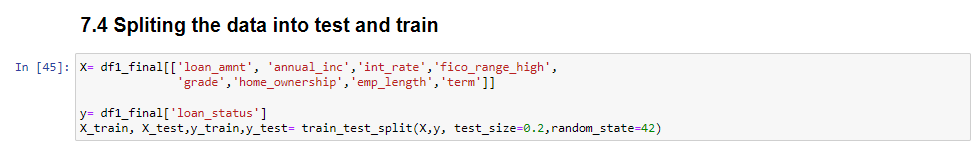 7.4 Spliting the data into test and train
In [45]: X= df1_final[['loan_amnt', 'annual_inc','int_rate','fico_range_high',
'grade','home_ownership','emp_length','term']]
y= df1_final['loan_status']
X_train, X_test,y_train,y_test= train_test_split(X,y, test_size=0.2,random_state=42)